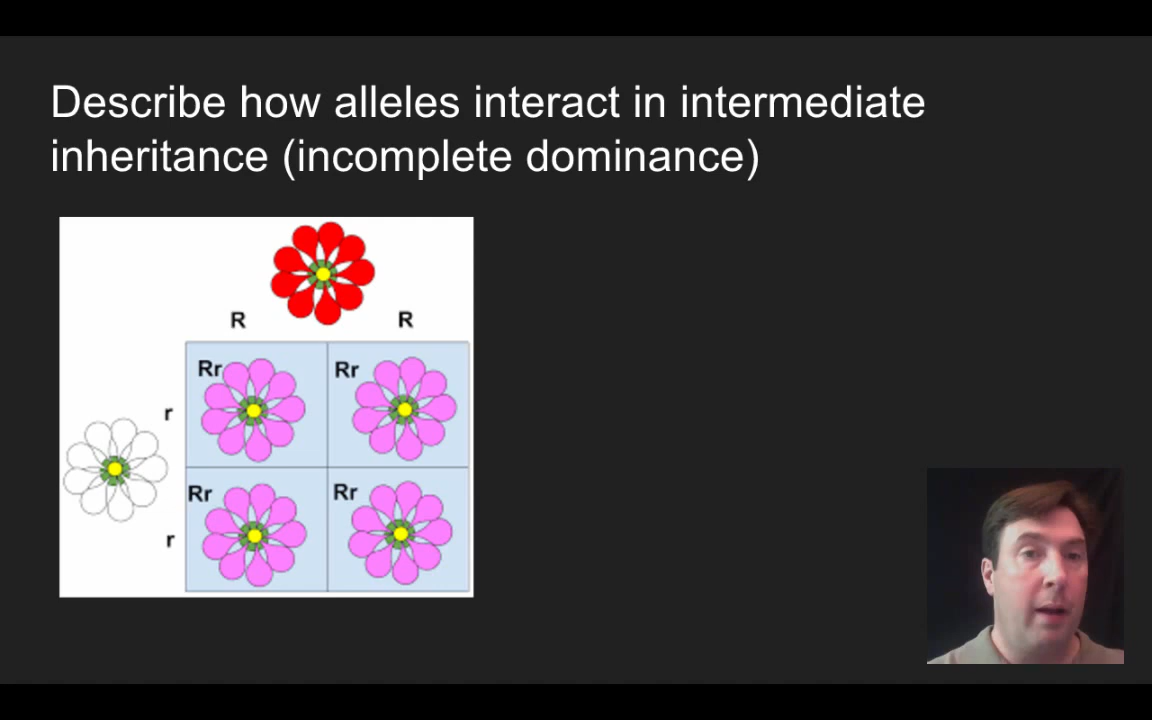 Describe how alleles interact in intermediate
inheritance (incomplete dominance)
R R
Rr Rr
r
Rr Rr
r